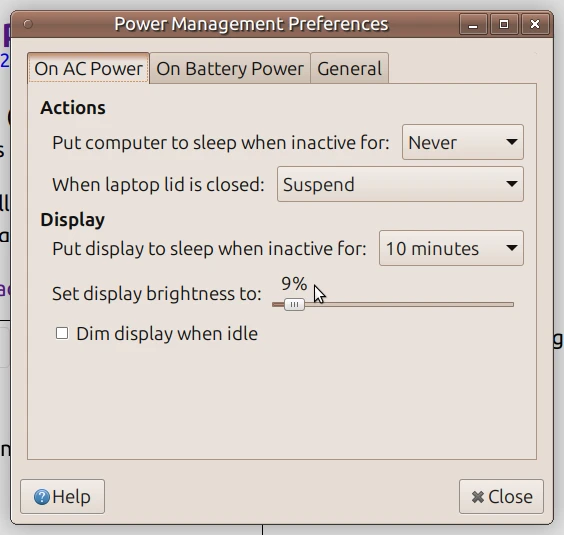 Power Management Preferences
On AC Power On Battery Power General
Actions
Put computer to sleep when inactive for: Never
When laptop lid is closed: Suspend
Display
Put display to sleep when inactive for: 10 minutes
9%
Set display brightness to:
Dim display when idle
Help Close